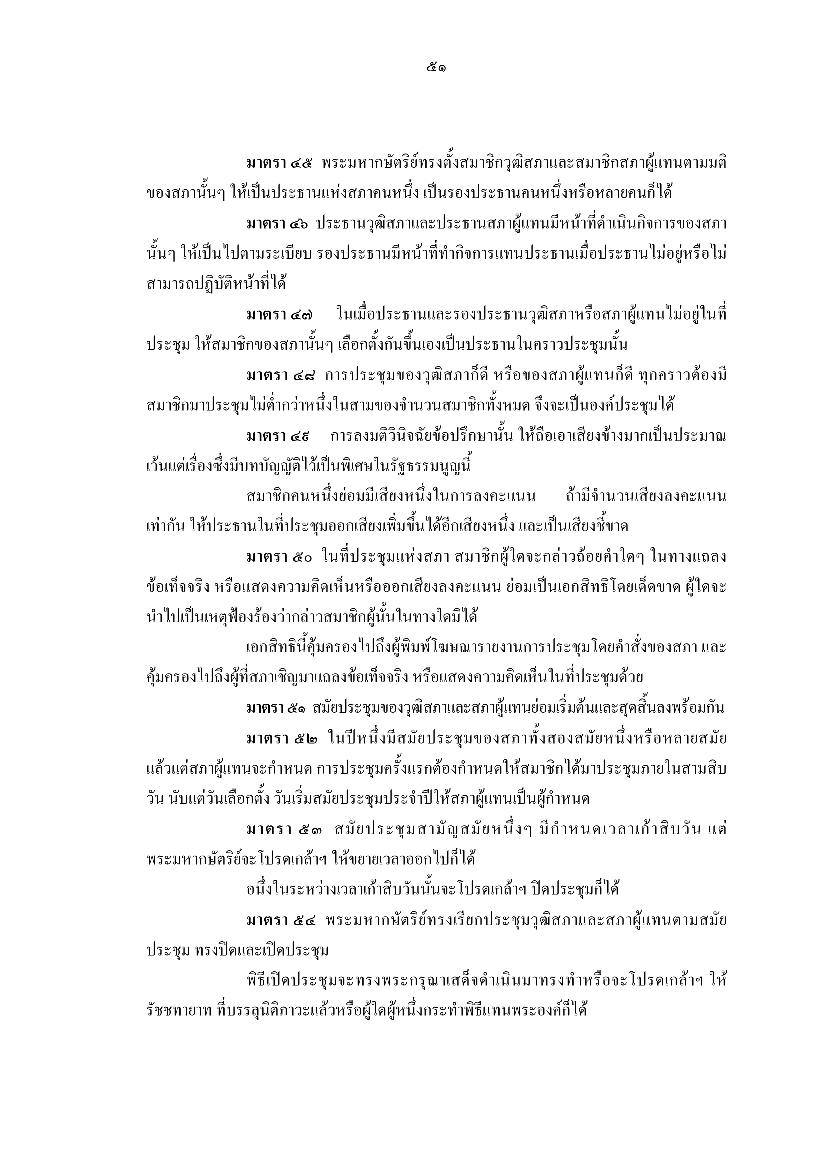 ๕๑
มาตรา ๔๕ พระมหากษัตริย์ทรงตั้งสมาชิกวุฒิสภาและสมาชิกสภาผู้แทนตามมติ
ของสภานั้นๆ ให้เป็นประธานแห่งสภาคนหนึ่ง เป็นรองประธานคนหนึ่งหรือหลายคนก็ได้
มาตรา ๔๖ ประธานวุฒิสภาและประธานสภาผู้แทนมีหน้าที่ดำเนินกิจการของสภา
นั้นๆ ให้เป็นไปตามระเบียบ รองประธานมีหน้าที่ทำกิจการแทนประธานเมื่อประธานไม่อยู่หรือไม่
สามารถปฏิบัติหน้าที่ได้
มาตรา ๔๗ ในเมื่อประธานและรองประธานวุฒิสภาหรือสภาผู้แทนไม่อยู่ในที่
ประชุม ให้สมาชิกของสภานั้นๆ เลือกตั้งกันขึ้นเองเป็นประธานในคราวประชุมนั้น
มาตรา ๔๘ การประชุมของวุฒิสภาก็ดี หรือของสภาผู้แทนก็ดี ทุกคราวต้องมี
สมาชิกมาประชุมไม่ต่ำกว่าหนึ่งในสามของจำนวนสมาชิกทั้งหมด จึงจะเป็นองค์ประชุมได้
มาตรา ๔๙ การลงมติวินิจฉัยข้อปรึกษานั้น ให้ถือเอาเสียงข้างมากเป็นประมาณ
เว้นแต่เรื่องซึ่งมีบทบัญญัติไว้เป็นพิเศษในรัฐธรรมนูญนี้
สมาชิกคนหนึ่งย่อมมีเสียงหนึ่งในการลงคะแนน ถ้ามีจำนวนเสียงลงคะแนน
เท่ากัน ให้ประธานในที่ประชุมออกเสียงเพิ่มขึ้นได้อีกเสียงหนึ่ง และเป็นเสียงชี้ขาด
มาตรา ๕๐ ในที่ประชุมแห่งสภา สมาชิกผู้ใดจะกล่าวถ้อยคำใดๆ ในทางแถลง
ข้อเท็จจริง หรือแสดงความคิดเห็นหรือออกเสียงลงคะแนน ย่อมเป็นเอกสิทธิโดยเด็ดขาด ผู้ใดจะ
นำไปเป็นเหตุฟ้องร้องว่ากล่าวสมาชิกผู้นั้นในทางใดมิได้
เอกสิทธินี้คุ้มครองไปถึงผู้พิมพ์โฆษณารายงานการประชุมโดยคำสั่งของสภา และ
คุ้มครองไปถึงผู้ที่สภาเชิญมาแถลงข้อเท็จจริง หรือแสดงความคิดเห็นในที่ประชุมด้วย
มาตรา ๕๑ สมัยประชุมของวุฒิสภาและสภาผู้แทนย่อมเริ่มต้นและสุดสิ้นลงพร้อมกัน
มาตรา ๕๒ ในปีหนึ่งมีสมัยประชุมของสภาทั้งสองสมัยหนึ่งหรือหลายสมัย
แล้วแต่สภาผู้แทนจะกำหนด การประชุมครั้งแรกต้องกำหนดให้สมาชิกได้มาประชุมภายในสามสิบ
วัน นับแต่วันเลือกตั้ง วันเริ่มสมัยประชุมประจำปีให้สภาผู้แทนเป็นผู้กำหนด
มาตรา ๕๓ สมัยประชุมสามัญสมัยหนึ่งๆ มีกำหนดเวลาเก้าสิบวัน แต่
พระมหากษัตริย์จะโปรดเกล้าฯ ให้ขยายเวลาออกไปก็ได้
อนึ่งในระหว่างเวลาเก้าสิบวันนั้นจะโปรดเกล้าฯ ปิดประชุมก็ได้
มาตรา ๕๔ พระมหากษัตริย์ทรงเรียกประชุมวุฒิสภาและสภาผู้แทนตามสมัย
ประชุม ทรงปิดและเปิดประชุม
พิธีเปิดประชุมจะทรงพระกรุณาเสด็จดำเนินมาทรงทำหรือจะโปรดเกล้าฯ ให้
รัชชทายาท ที่บรรลุนิติภาวะแล้วหรือผู้ใดผู้หนึ่งกระทำพิธีแทนพระองค์ก็ได้